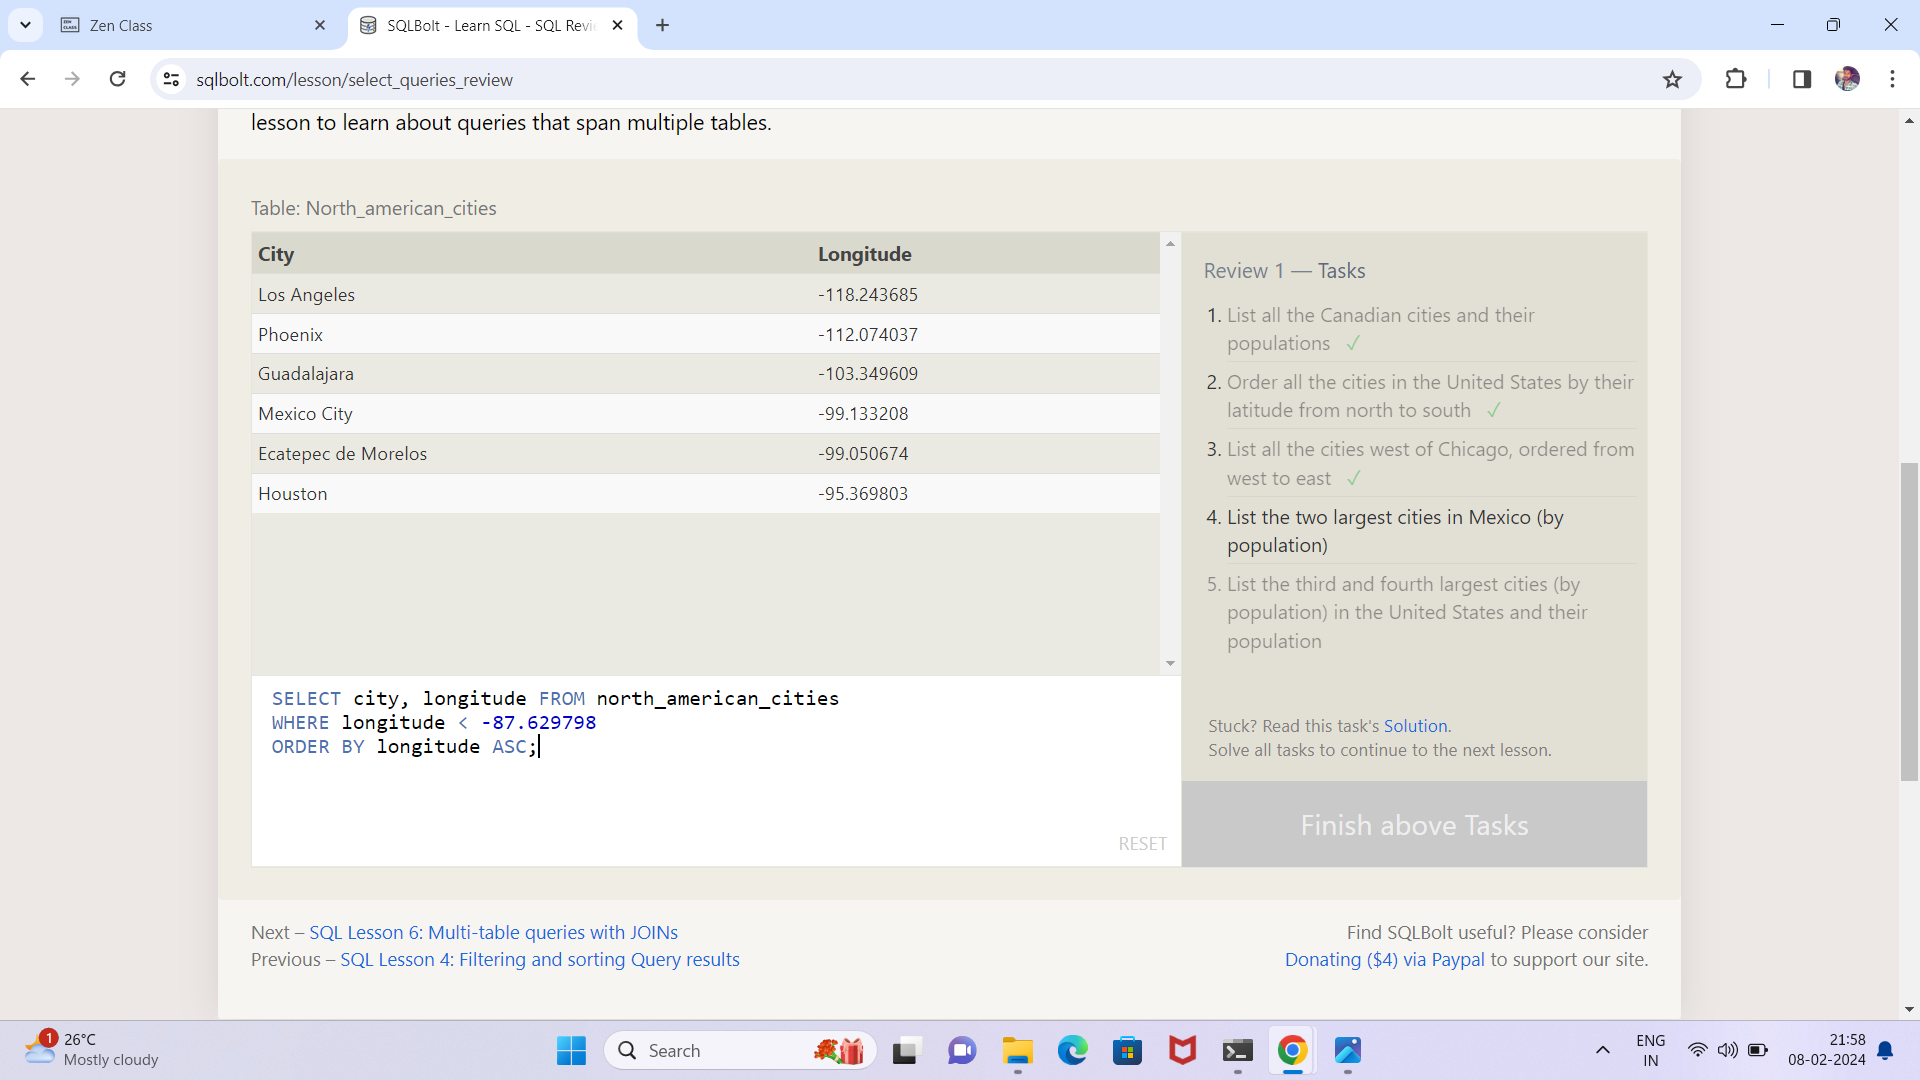 Zen Class
SQLBolt - Learn SQL - SQL Revi
sqlbolt.com/lesson/select_queries_review
lesson to learn about queries that span multiple tables.
Table: North_american_cities
City Longitude
Los Angeles -118.243685
Phoenix -112.074037
Guadalajara -103.349609
Mexico City -99.133208
Ecatepec de Morelos -99.050674
Houston -95.369803
SELECT city, longitude FROM north_american_cities
WHERE longitude < -87.629798
ORDER BY longitude ASC;
RESET
Review 1 — Tasks
1. List all the Canadian cities and their
populations ✓
2. Order all the cities in the United States by their
latitude from north to south ✓
3. List all the cities west of Chicago, ordered from
west to east ✓
4. List the two largest cities in Mexico (by
population)
5. List the third and fourth largest cities (by
population) in the United States and their
population
Stuck? Read this task's Solution.
Solve all tasks to continue to the next lesson.
Finish above Tasks
Next – SQL Lesson 6: Multi-table queries with JOINs
Previous – SQL Lesson 4: Filtering and sorting Query results
Find SQLBolt useful? Please consider
Donating ($4) via Paypal to support our site.
1
26°C
Mostly cloudy
Search
ENG
IN
21:58
08-02-2024